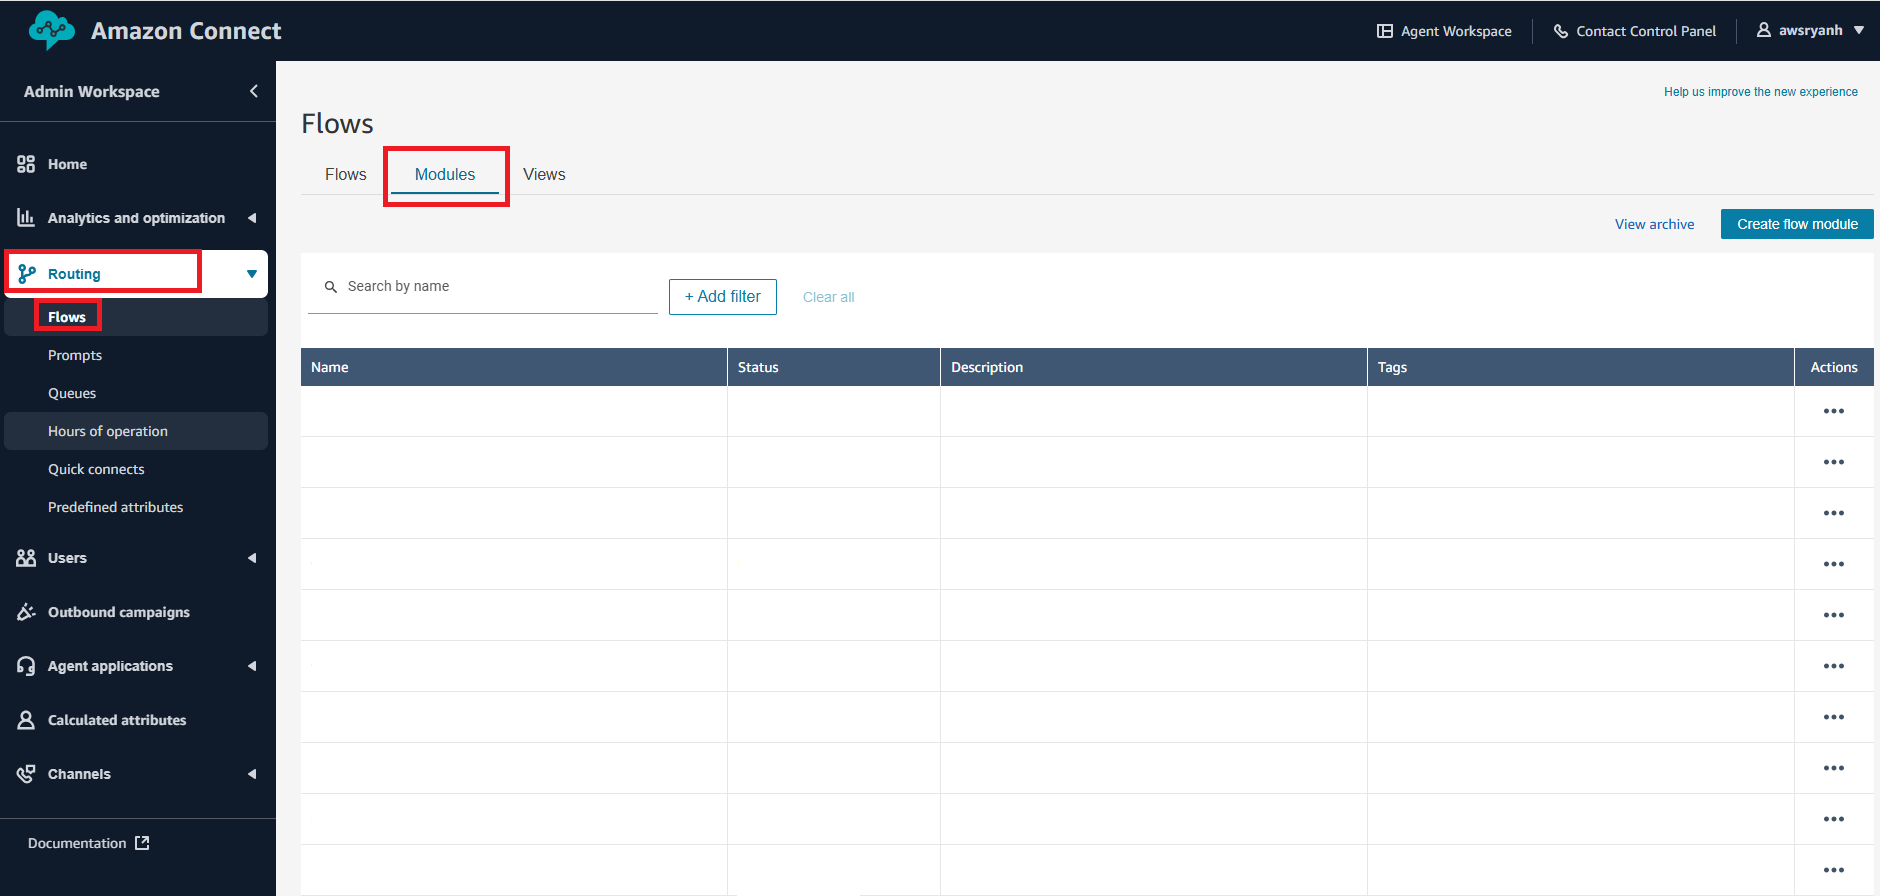 Amazon Connect
Agent Workspace
Contact Control Panel
awsryanh
Admin Workspace
Home
Analytics and optimization
Routing
Flows
Prompts
Queues
Hours of operation
Quick connects
Predefined attributes
Users
Outbound campaigns
Agent applications
Calculated attributes
Channels
Documentation
Help us improve the new experience
Flows
Flows Modules Views
View archive
Create flow module
Search by name
+ Add filter
Clear all
Name Status Description Tags Actions